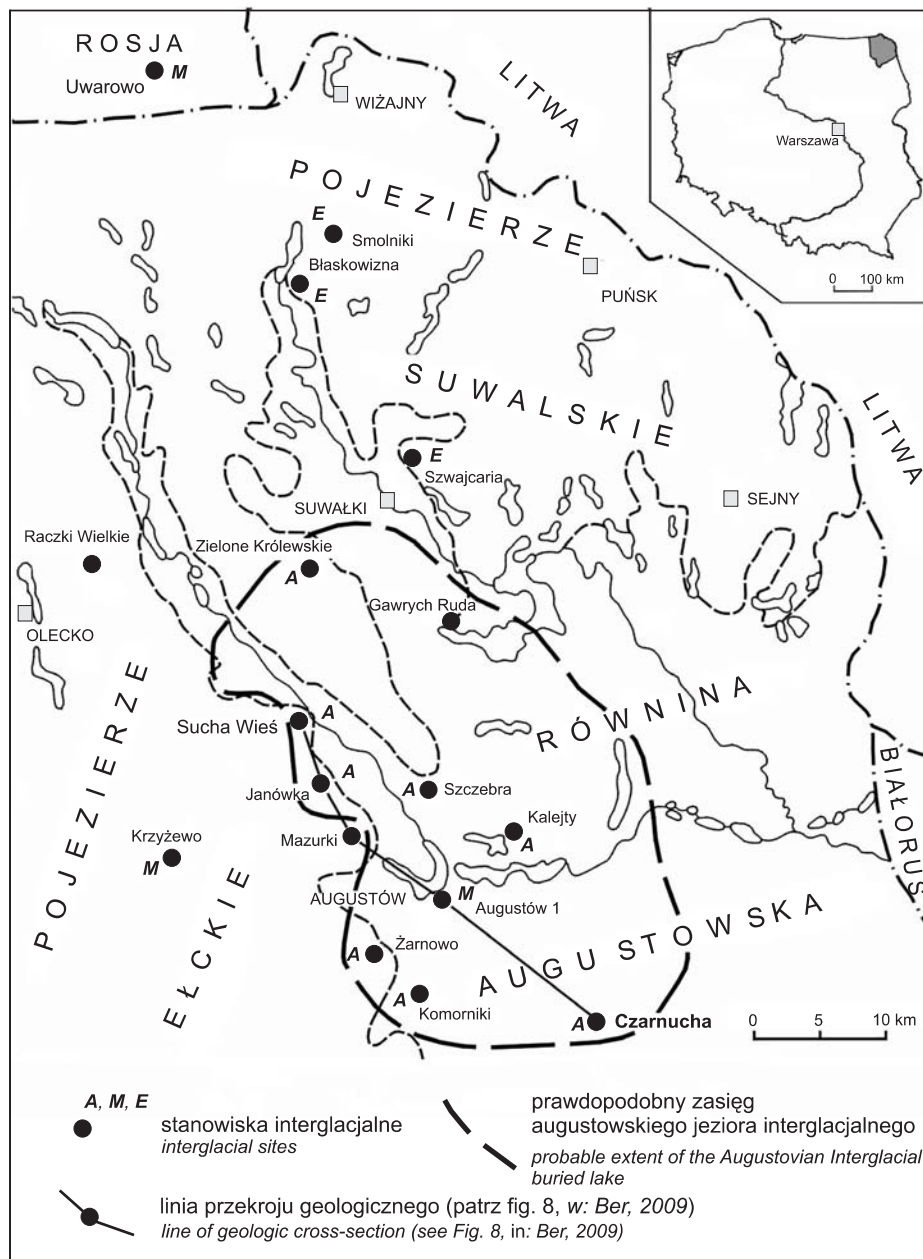 ROSJA
Uwarowo
M
WIŻAJNY
LITWA
Warszawa
0 100 km
POJEZIERZE
E
Smolniki
Błaskowizna
E
PUŃSK
SUWALSKIE
LITWA
E
Szwajcaria
SUWAŁKI
SEJNY
Raczki Wielkie
Zielone Królewskie
A
Gawrych Ruda
OLECKO
POJEZIERZE
A
Sucha Wieś
RÓWNINA
A
Janówka
A
Szczebra
BIAŁORUŚ
Kalejty
A
Mazurki
Krzyżewo
M
AUGUSTÓW
M
Augustów 1
EŁCKIE
AUGUSTOWSKA
A
Żarnowo
A
Komorniki
A
Czarnucha
0 5 10 km
A, M, E
stanowiska interglacjalne
interglacial sites
prawdopodobny zasięg
augustowskiego jeziora interglacjalnego
probable extent of the Augustovian Interglacial
buried lake
linia przekroju geologicznego (patrz fig. 8, w: Ber, 2009)
line of geologic cross-section (see Fig. 8, in: Ber, 2009)